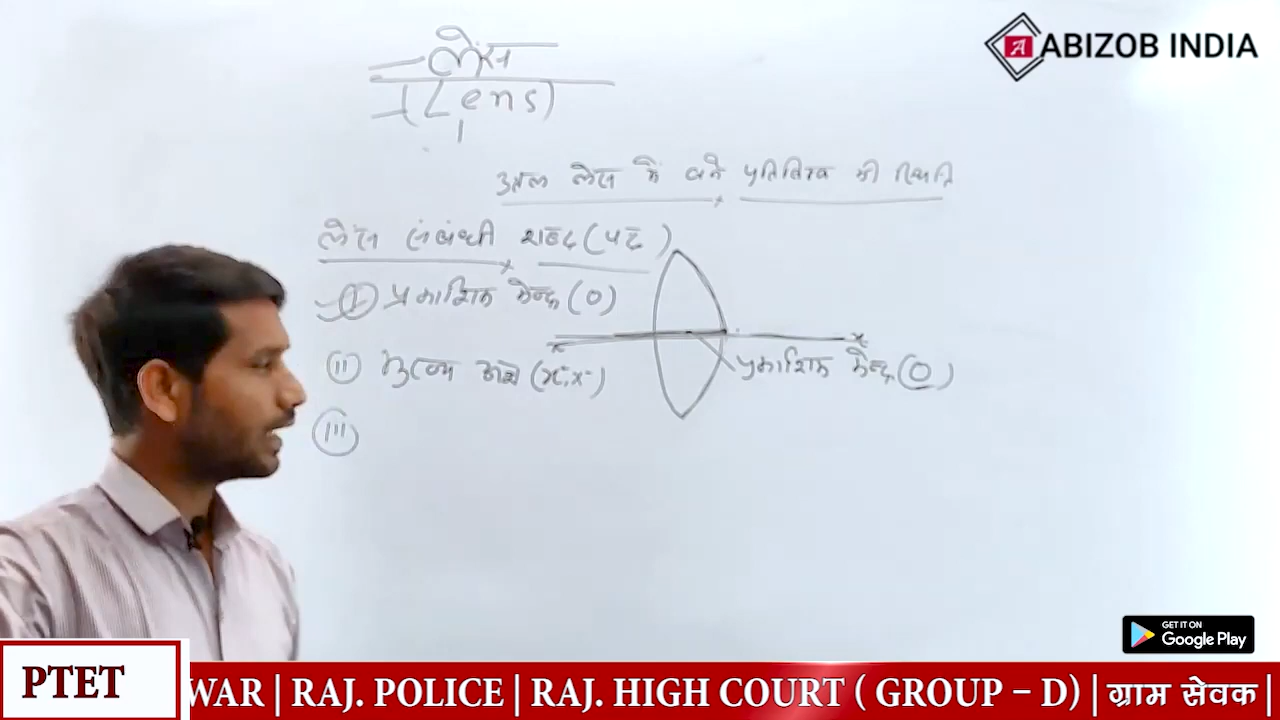 ABIZOB INDIA
लेंस
(Lens)
उत्तल लेंस में बने प्रतिबिम्ब की स्थिति
लेंस संबंधी शब्द (पद)
(I) प्रकाशिक केन्द्र (O)
(II) मुख्य अक्ष (x-x-)
x x
प्रकाशिक केन्द्र (O)
(III)
GET IT ON
Google Play
PTET
WAR | RAJ. POLICE | RAJ. HIGH COURT ( GROUP – D) | ग्राम सेवक |